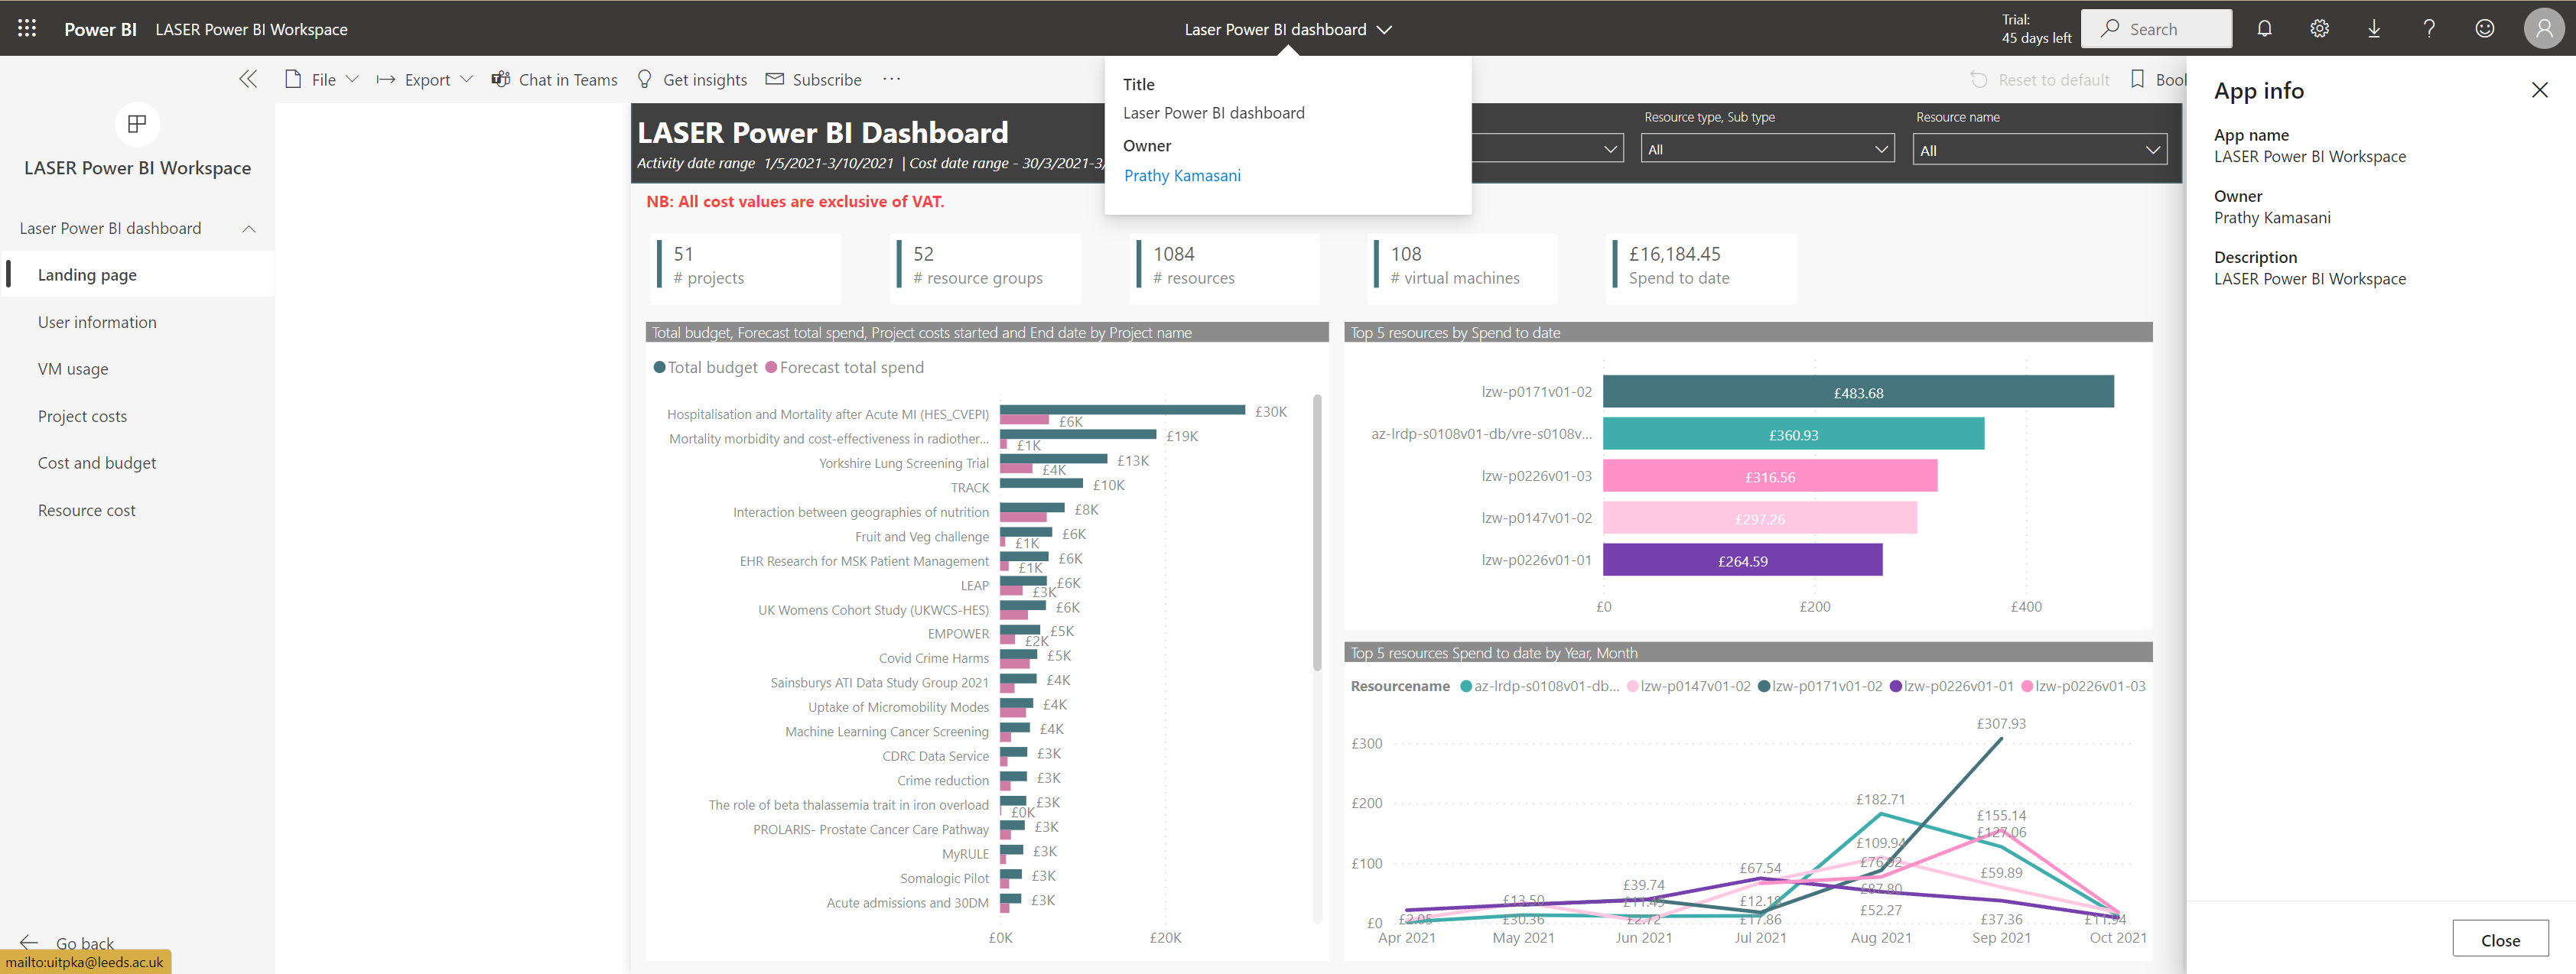 Power BI LASER Power BI Workspace
Laser Power BI dashboard
Trial:
45 days left
Search
File
Export
Chat in Teams
Get insights
Subscribe
Reset to default
LASER Power BI Workspace
Laser Power BI dashboard
Landing page
User information
VM usage
Project costs
Cost and budget
Resource cost
Go back
mailto:uitpka@leeds.ac.uk
Title
Laser Power BI dashboard
Owner
Prathy Kamasani
LASER Power BI Dashboard
Activity date range 1/5/2021-3/10/2021 | Cost date range - 30/3/2021-3/
Resource type, Sub type
All
Resource name
All
NB: All cost values are exclusive of VAT.
51
# projects
52
# resource groups
1084
# resources
108
# virtual machines
£16,184.45
Spend to date
Total budget, Forecast total spend, Project costs started and End date by Project name
Total budget Forecast total spend
Hospitalisation and Mortality after Acute MI (HES_CVEPI) £30K
£6K
Mortality morbidity and cost-effectiveness in radiother... £19K
£1K
Yorkshire Lung Screening Trial £13K
£4K
TRACK £10K
Interaction between geographies of nutrition £8K
Fruit and Veg challenge £6K
£1K
EHR Research for MSK Patient Management £6K
£1K
LEAP £6K
£3K
UK Womens Cohort Study (UKWCS-HES) £6K
EMPOWER £5K
£2K
Covid Crime Harms £5K
Sainsburys ATI Data Study Group 2021 £4K
Uptake of Micromobility Modes £4K
Machine Learning Cancer Screening £4K
CDRC Data Service £3K
Crime reduction £3K
The role of beta thalassemia trait in iron overload £3K
£0K
PROLARIS- Prostate Cancer Care Pathway £3K
MyRULE £3K
Somalogic Pilot £3K
Acute admissions and 30DM £3K
£0K £20K
Top 5 resources by Spend to date
lzw-p0171v01-02 £483.68
az-lrdp-s0108v01-db/vre-s0108v... £360.93
lzw-p0226v01-03 £316.56
lzw-p0147v01-02 £297.26
lzw-p0226v01-01 £264.59
£0 £200 £400
Top 5 resources Spend to date by Year, Month
Resourcename az-lrdp-s0108v01-db... lzw-p0147v01-02 lzw-p0171v01-02 lzw-p0226v01-01 lzw-p0226v01-03
£307.93
£300
£200
£182.71
£155.14
£127.06
£109.94
£100
£76.92
£67.54
£59.89
£39.74
£87.80
£13.50
£11.45
£12.18
£52.27
£0
£2.05
£30.36
£2.72
£17.86
£37.36
£11.94
Apr 2021 May 2021 Jun 2021 Jul 2021 Aug 2021 Sep 2021 Oct 2021
App info
App name
LASER Power BI Workspace
Owner
Prathy Kamasani
Description
LASER Power BI Workspace
Close